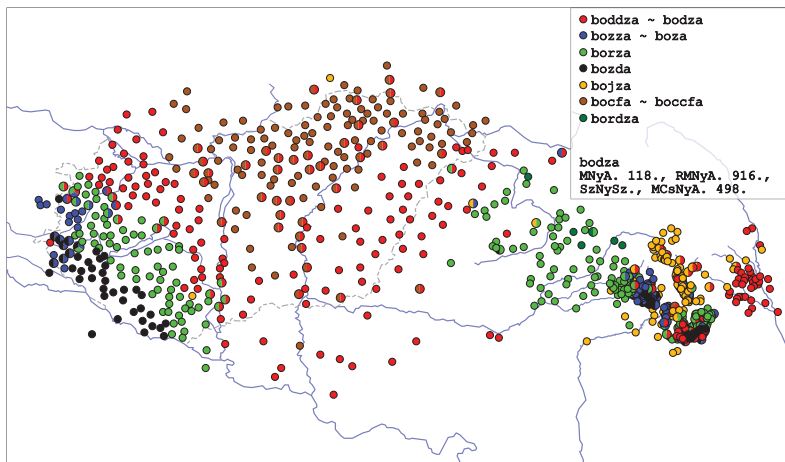 boddza ~ bodza
bozza ~ boza
borza
bozda
bojza
bocfa ~ boccfa
bordza
bodza
MNyA. 118., RMNyA. 916.,
SzNySz., MCsNyA. 498.